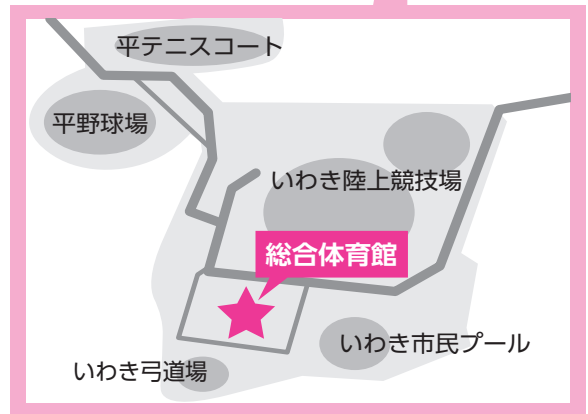 平テニスコート
平野球場
いわき陸上競技場
総合体育館
いわき市民プール
いわき弓道場